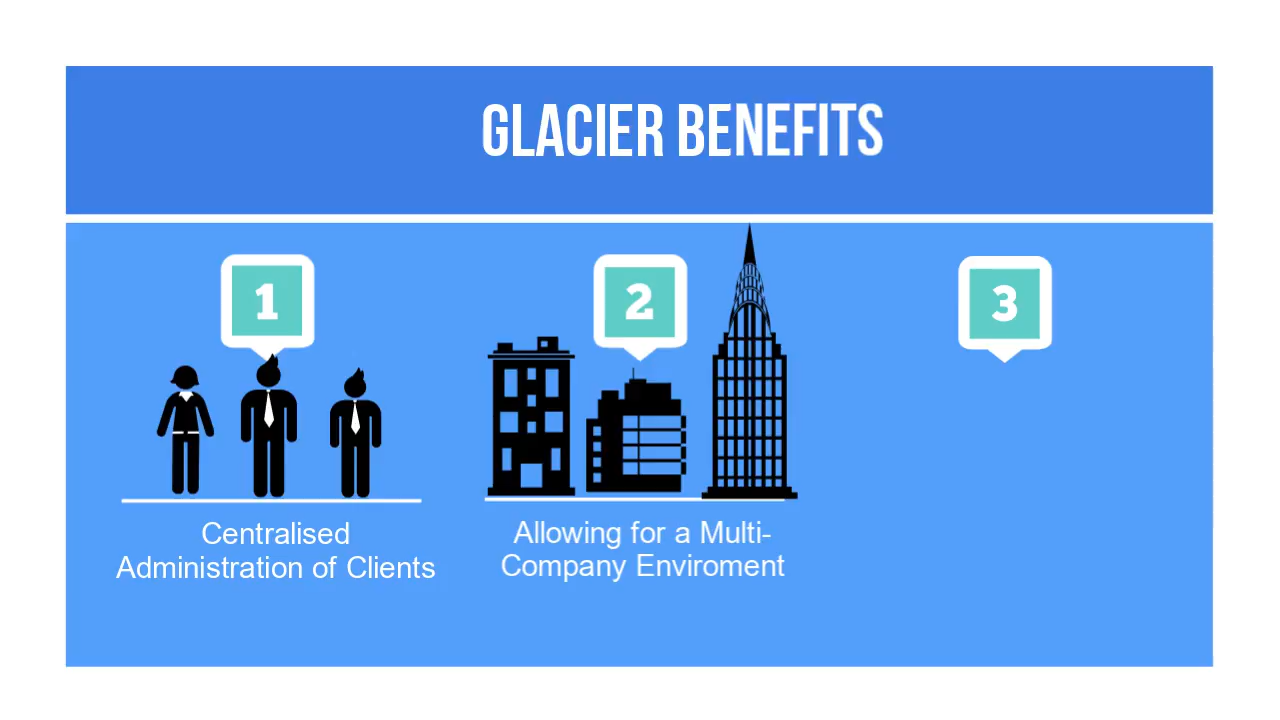 GLACIER BENEFITS
1
2
3
Centralised
Administration of Clients
Allowing for a Multi-
Company Enviroment